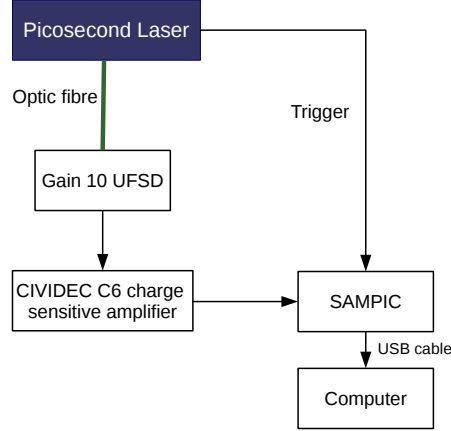 Picosecond Laser
Optic fibre
Trigger
Gain 10 UFSD
CIVIDEC C6 charge
sensitive amplifier
SAMPIC
USB cable
Computer